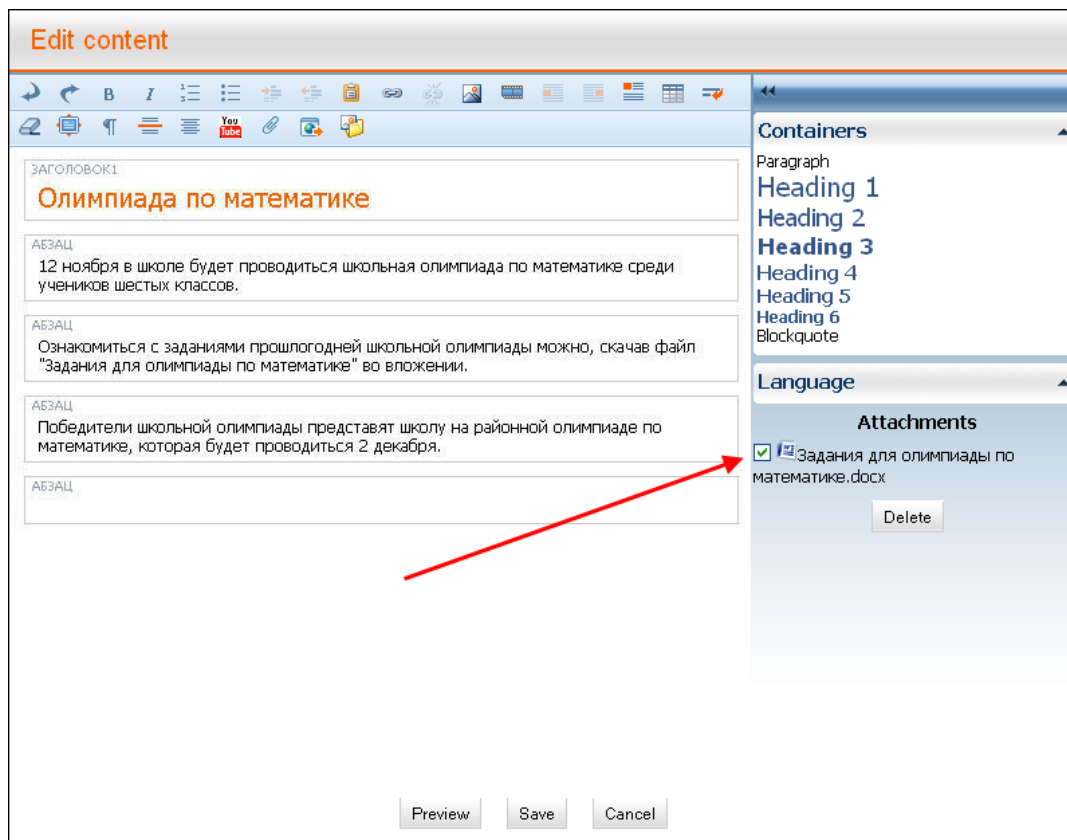 Edit content
You Tube
ЗАГОЛОВОК1
Олимпиада по математике
АБЗАЦ
12 ноября в школе будет проводиться школьная олимпиада по математике среди
учеников шестых классов.
АБЗАЦ
Ознакомиться с заданиями прошлогодней школьной олимпиады можно, скачав файл
"Задания для олимпиады по математике" во вложении.
АБЗАЦ
Победители школьной олимпиады представят школу на районной олимпиаде по
математике, которая будет проводиться 2 декабря.
АБЗАЦ
Containers
Paragraph
Heading 1
Heading 2
Heading 3
Heading 4
Heading 5
Heading 6
Blockquote
Language
Attachments
Задания для олимпиады по
математике.docx
Delete
Preview Save Cancel